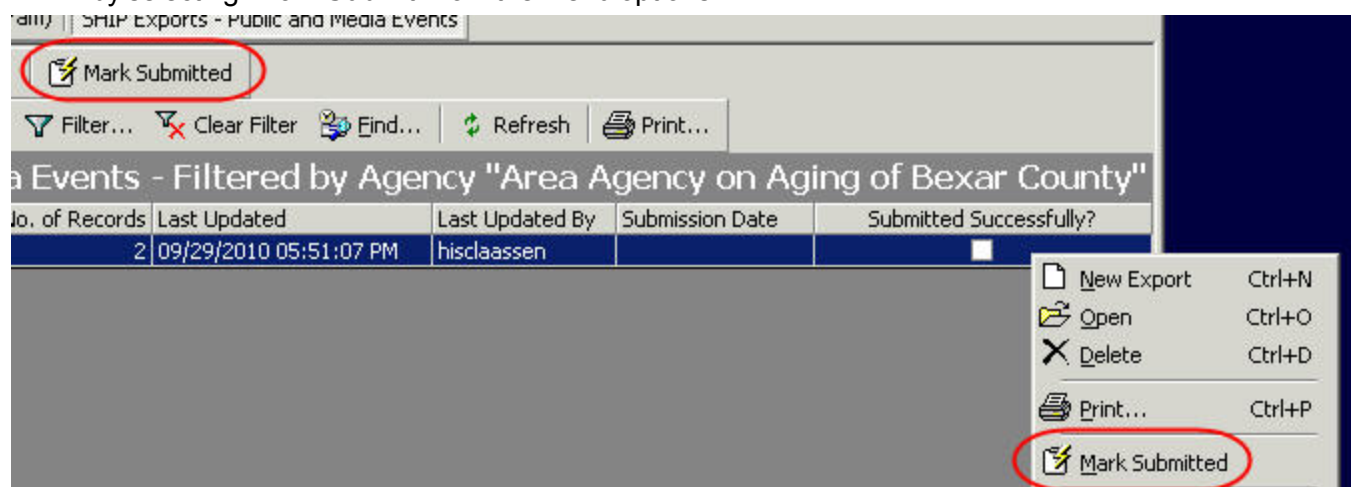 SHIP Exports - Public and Media Events
Mark Submitted
Filter... Clear Filter Find... Refresh Print...
a Events - Filtered by Agency "Area Agency on Aging of Bexar County"
No. of Records Last Updated Last Updated By Submission Date Submitted Successfully?
2 09/29/2010 05:51:07 PM hisclaassen
New Export Ctrl+N
Open Ctrl+O
Delete Ctrl+D
Print... Ctrl+P
Mark Submitted